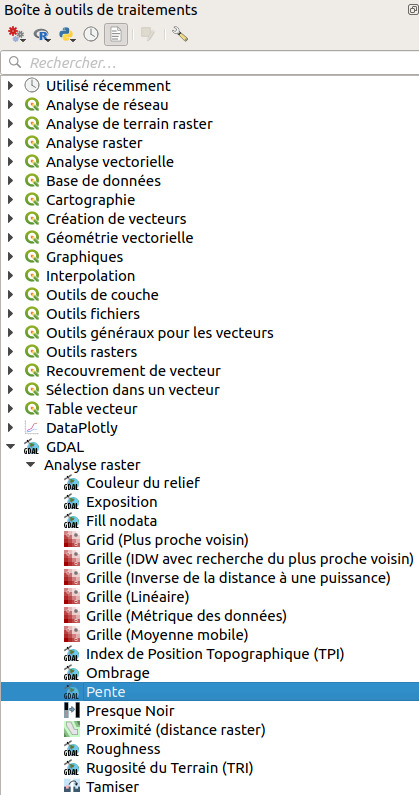 Boîte à outils de traitements
Rechercher...
Utilisé récemment
Analyse de réseau
Analyse de terrain raster
Analyse raster
Analyse vectorielle
Base de données
Cartographie
Création de vecteurs
Géométrie vectorielle
Graphiques
Interpolation
Outils de couche
Outils fichiers
Outils généraux pour les vecteurs
Outils rasters
Recouvrement de vecteur
Sélection dans un vecteur
Table vecteur
DataPlotly
GDAL
Analyse raster
Couleur du relief
Exposition
Fill nodata
Grid (Plus proche voisin)
Grille (IDW avec recherche du plus proche voisin)
Grille (Inverse de la distance à une puissance)
Grille (Linéaire)
Grille (Métrique des données)
Grille (Moyenne mobile)
Index de Position Topographique (TPI)
Ombrage
Pente
Presque Noir
Proximité (distance raster)
Roughness
Rugosité du Terrain (TRI)
Tamiser